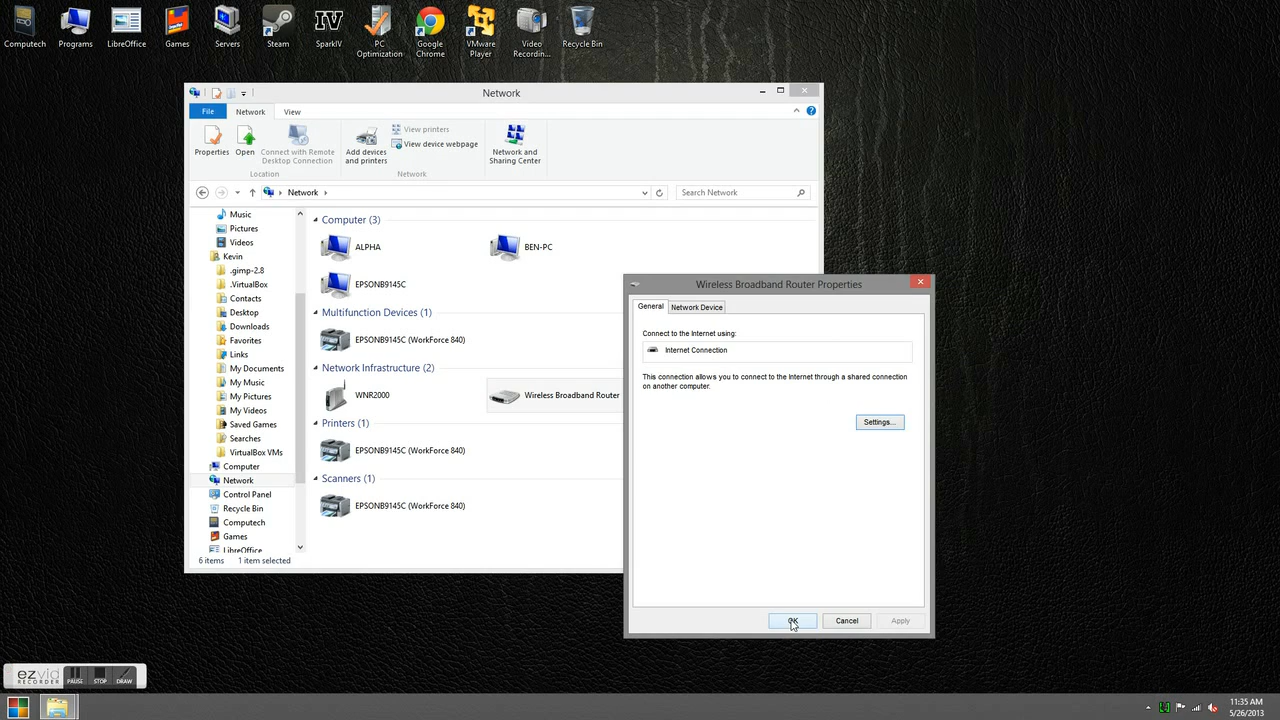 Computech
Programs
LibreOffice
Games
Servers
Steam
IV
SparkIV
PC
Optimization
Google
Chrome
VMware
Player
Video
Recordin...
Recycle Bin
Network
File
Network
View
Properties
Open
Connect with Remote
Desktop Connection
Location
Add devices
and printers
View printers
View device webpage
Network
Network and
Sharing Center
Network
Search Network
Music
Pictures
Videos
Kevin
.gimp-2.8
.VirtualBox
Contacts
Desktop
Downloads
Favorites
Links
My Documents
My Music
My Pictures
My Videos
Saved Games
Searches
VirtualBox VMs
Computer
Network
Control Panel
Recycle Bin
Computech
Games
LibreOffice
Computer (3)
ALPHA
BEN-PC
EPSONB9145C
Multifunction Devices (1)
EPSONB9145C (WorkForce 840)
Network Infrastructure (2)
WNR2000
Wireless Broadband Router
Printers (1)
EPSONB9145C (WorkForce 840)
Scanners (1)
EPSONB9145C (WorkForce 840)
6 items
1 item selected
Wireless Broadband Router Properties
General
Network Device
Connect to the Internet using:
Internet Connection
This connection allows you to connect to the Internet through a shared connection
on another computer.
Settings...
OK
Cancel
Apply
ezvid
RECORDER
PAUSE
STOP
DRAW
11:35 AM
5/26/2013